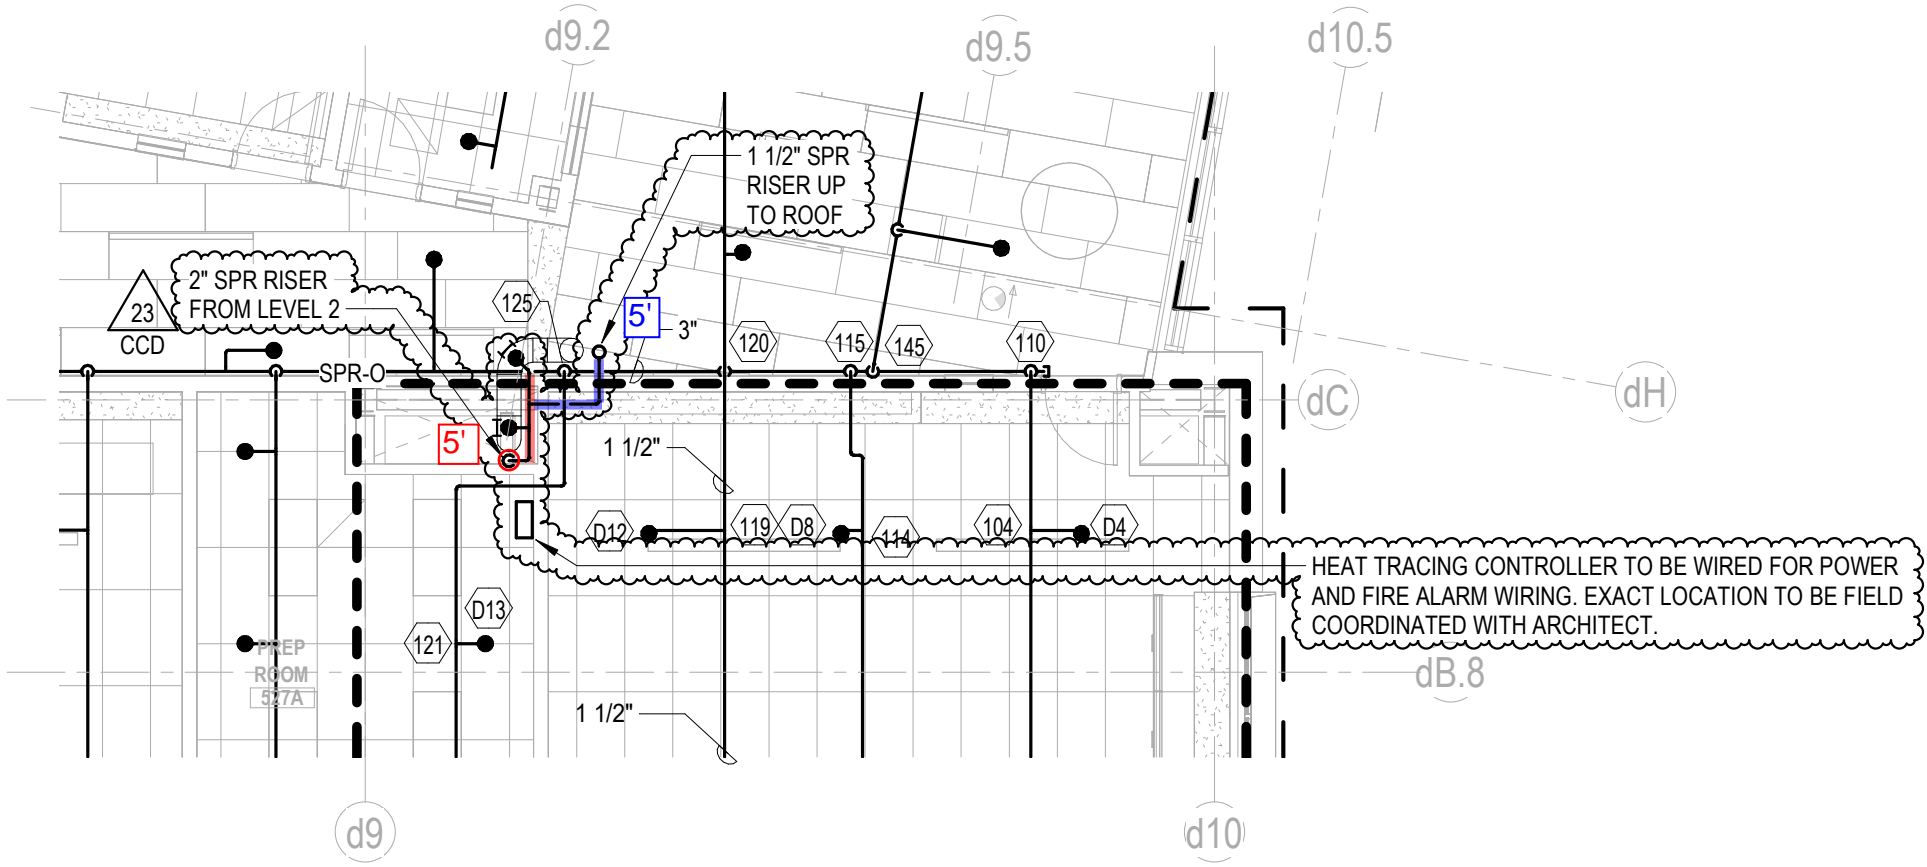 d9.2
d9.5
d10.5
1 1/2" SPR
RISER UP
TO ROOF
2" SPR RISER
FROM LEVEL 2
23
CCD
125
5'
3"
120
115
145
110
SPR-O
dC
dH
5'
1 1/2"
D12
119
D8
114
104
D4
HEAT TRACING CONTROLLER TO BE WIRED FOR POWER
AND FIRE ALARM WIRING. EXACT LOCATION TO BE FIELD
COORDINATED WITH ARCHITECT.
D13
121
PREP
ROOM
527A
dB.8
1 1/2"
d9
d10